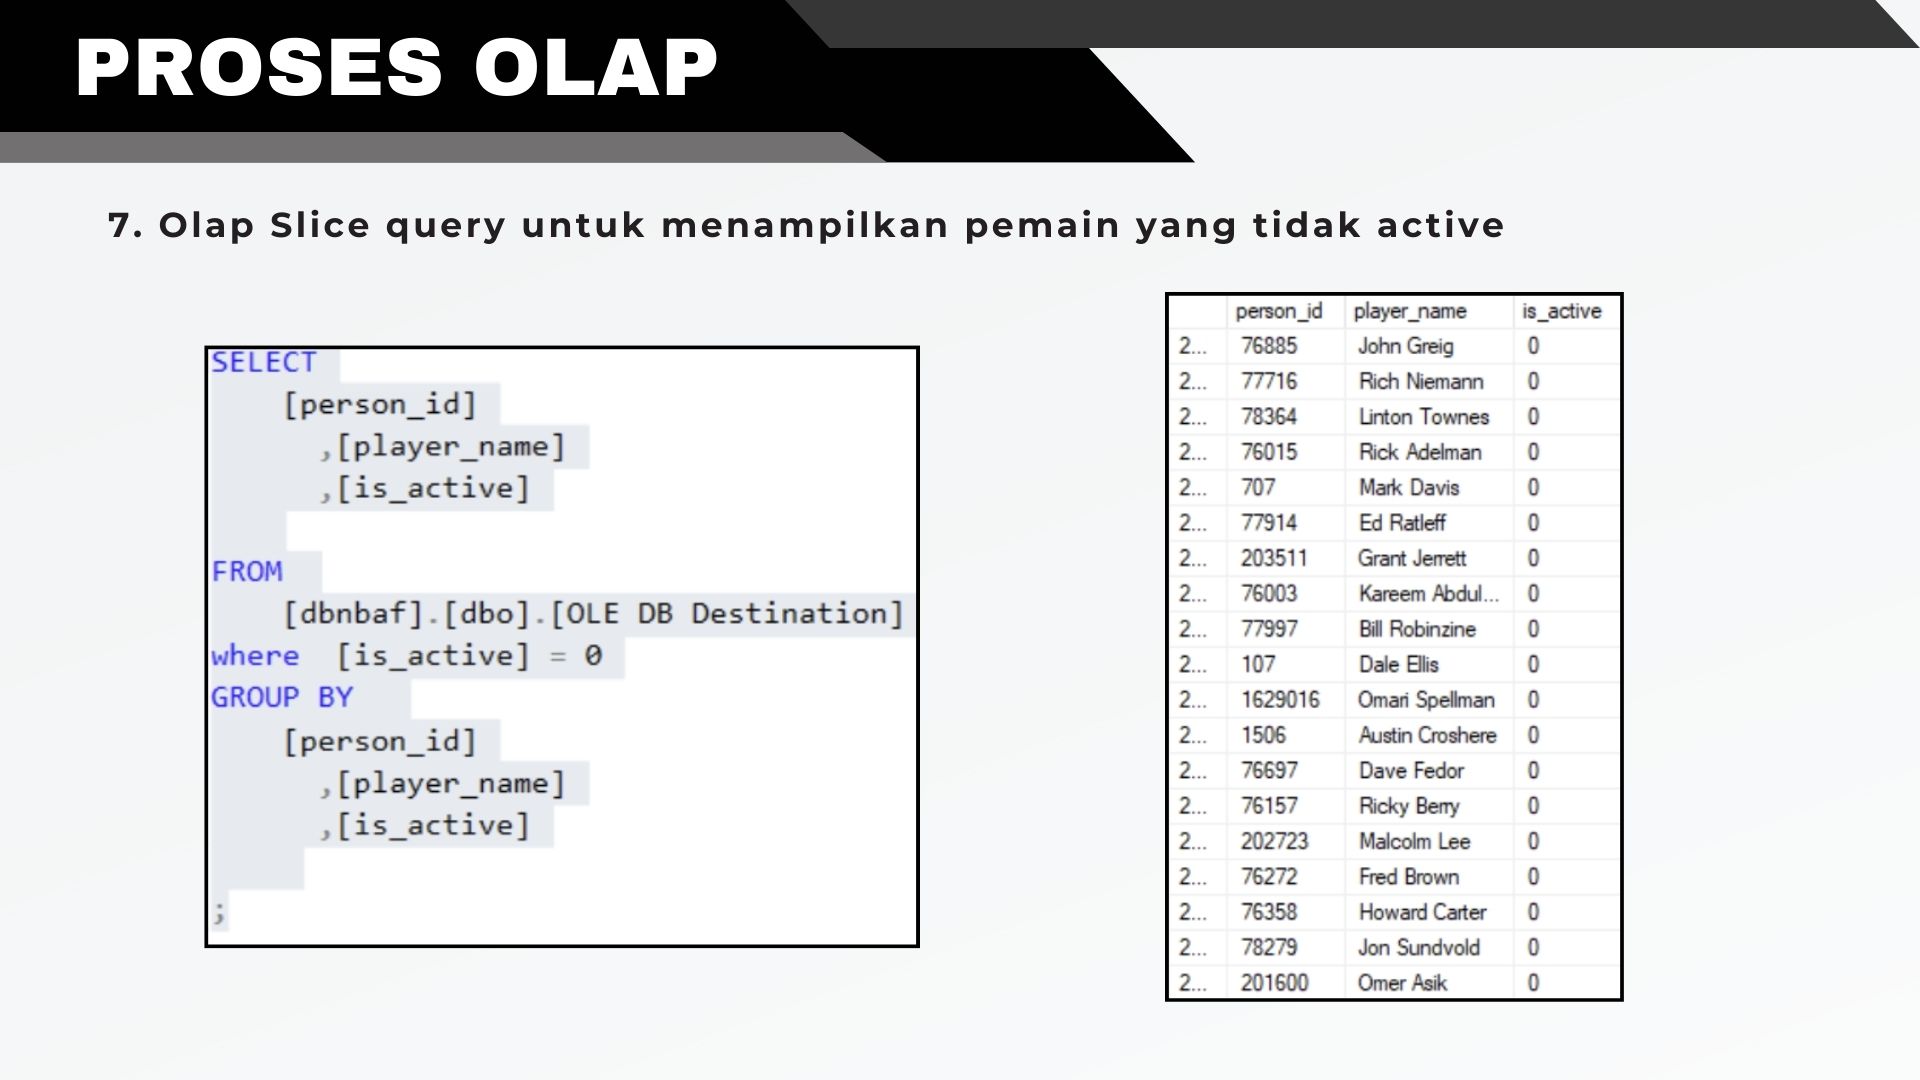 PROSES OLAP
7. Olap Slice query untuk menampilkan pemain yang tidak active
SELECT
[person_id]
,[player_name]
,[is_active]
FROM
[dbnbaf].[dbo].[OLE DB Destination]
where [is_active] = 0
GROUP BY
[person_id]
,[player_name]
,[is_active]
;
person_id player_name is_active
2... 76885 John Greig 0
2... 77716 Rich Niemann 0
2... 78364 Linton Townes 0
2... 76015 Rick Adelman 0
2... 707 Mark Davis 0
2... 77914 Ed Ratleff 0
2... 203511 Grant Jerrett 0
2... 76003 Kareem Abdul... 0
2... 77997 Bill Robinzine 0
2... 107 Dale Ellis 0
2... 1629016 Omari Spellman 0
2... 1506 Austin Croshere 0
2... 76697 Dave Fedor 0
2... 76157 Ricky Berry 0
2... 202723 Malcolm Lee 0
2... 76272 Fred Brown 0
2... 76358 Howard Carter 0
2... 78279 Jon Sundvold 0
2... 201600 Omer Asik 0